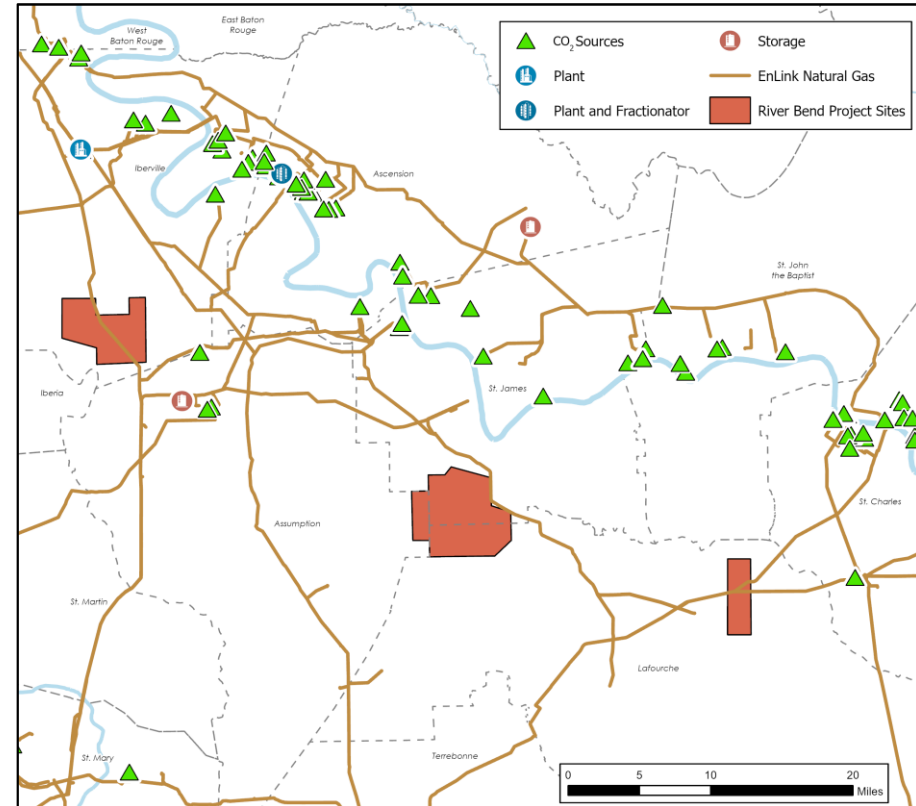 West
Baton Rouge
East Baton
Rouge
CO2 Sources
Storage
Plant
EnLink Natural Gas
Plant and Fractionator
River Bend Project Sites
Iberville
Ascension
St. John
the Baptist
Iberia
St. James
St. Charles
Assumption
St. Martin
Lafourche
St. Mary
Terrebonne
0 5 10 20
Miles